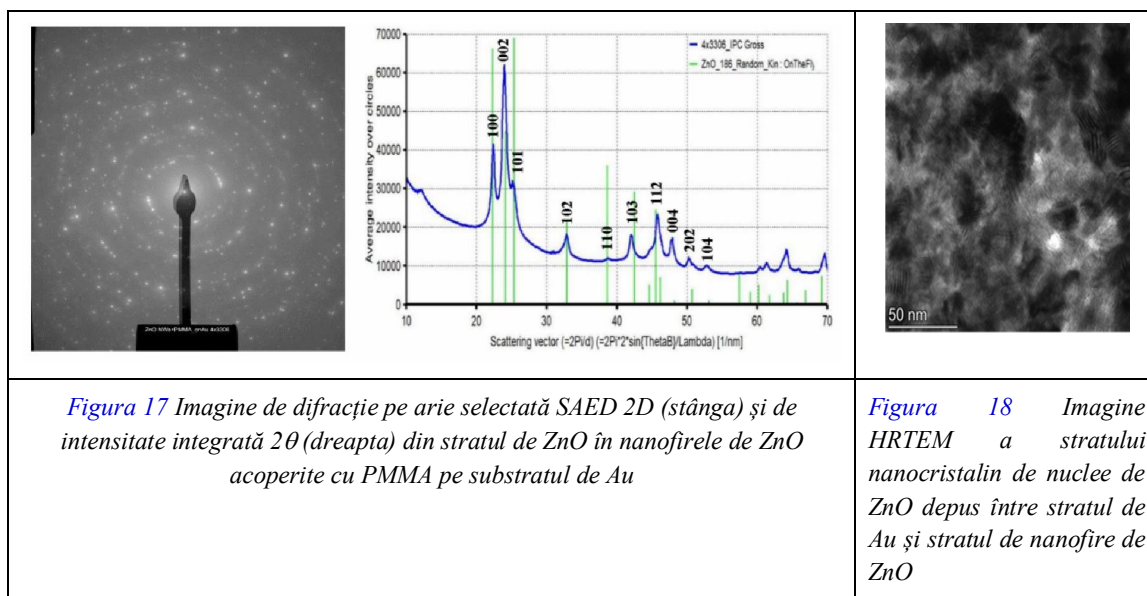 ZnO NWs+PMMA_onAu 4x3306
70000
60000
50000
40000
30000
20000
10000
0
Average intensity over circles
100
002
101
102
110
103
112
004
202
104
4x3306_IPC Gross
ZnO_186_Random_Kin : OnTheFly
10
20
30
40
50
60
70
Scattering vector (=2Pi/d) (=2Pi*2*sin[ThetaB]/Lambda) [1/nm]
50 nm
Figura 17 Imagine de difracție pe arie selectată SAED 2D (stânga) și de
intensitate integrată 2θ (dreapta) din stratul de ZnO în nanofirele de ZnO
acoperite cu PMMA pe substratul de Au
Figura 18 Imagine
HRTEM a stratului
nanocristalin de nuclee de
ZnO depus între stratul de
Au și stratul de nanofire de
ZnO